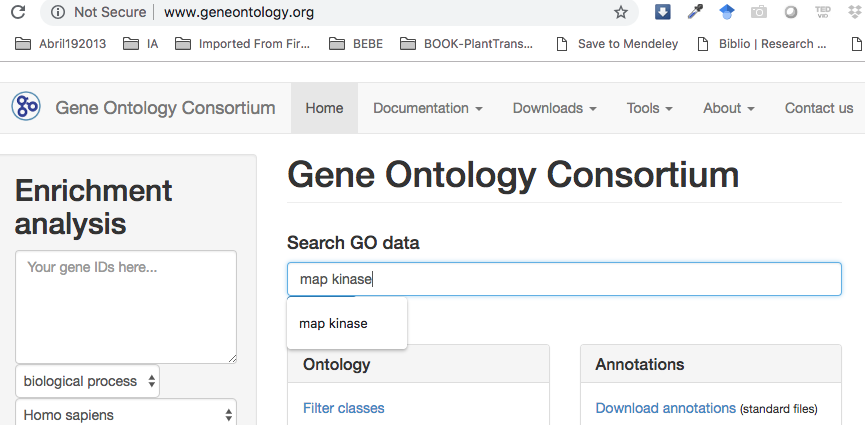 Not Secure | www.geneontology.org
TED
Abril192013 IA Imported From Fir... BEBE BOOK-PlantTrans... Save to Mendeley Biblio | Research ...
Gene Ontology Consortium Home Documentation Downloads Tools About Contact us
Enrichment
analysis
Your gene IDs here...
biological process
Homo sapiens
Gene Ontology Consortium
Search GO data
map kinase
map kinase
Ontology
Filter classes
Annotations
Download annotations (standard files)